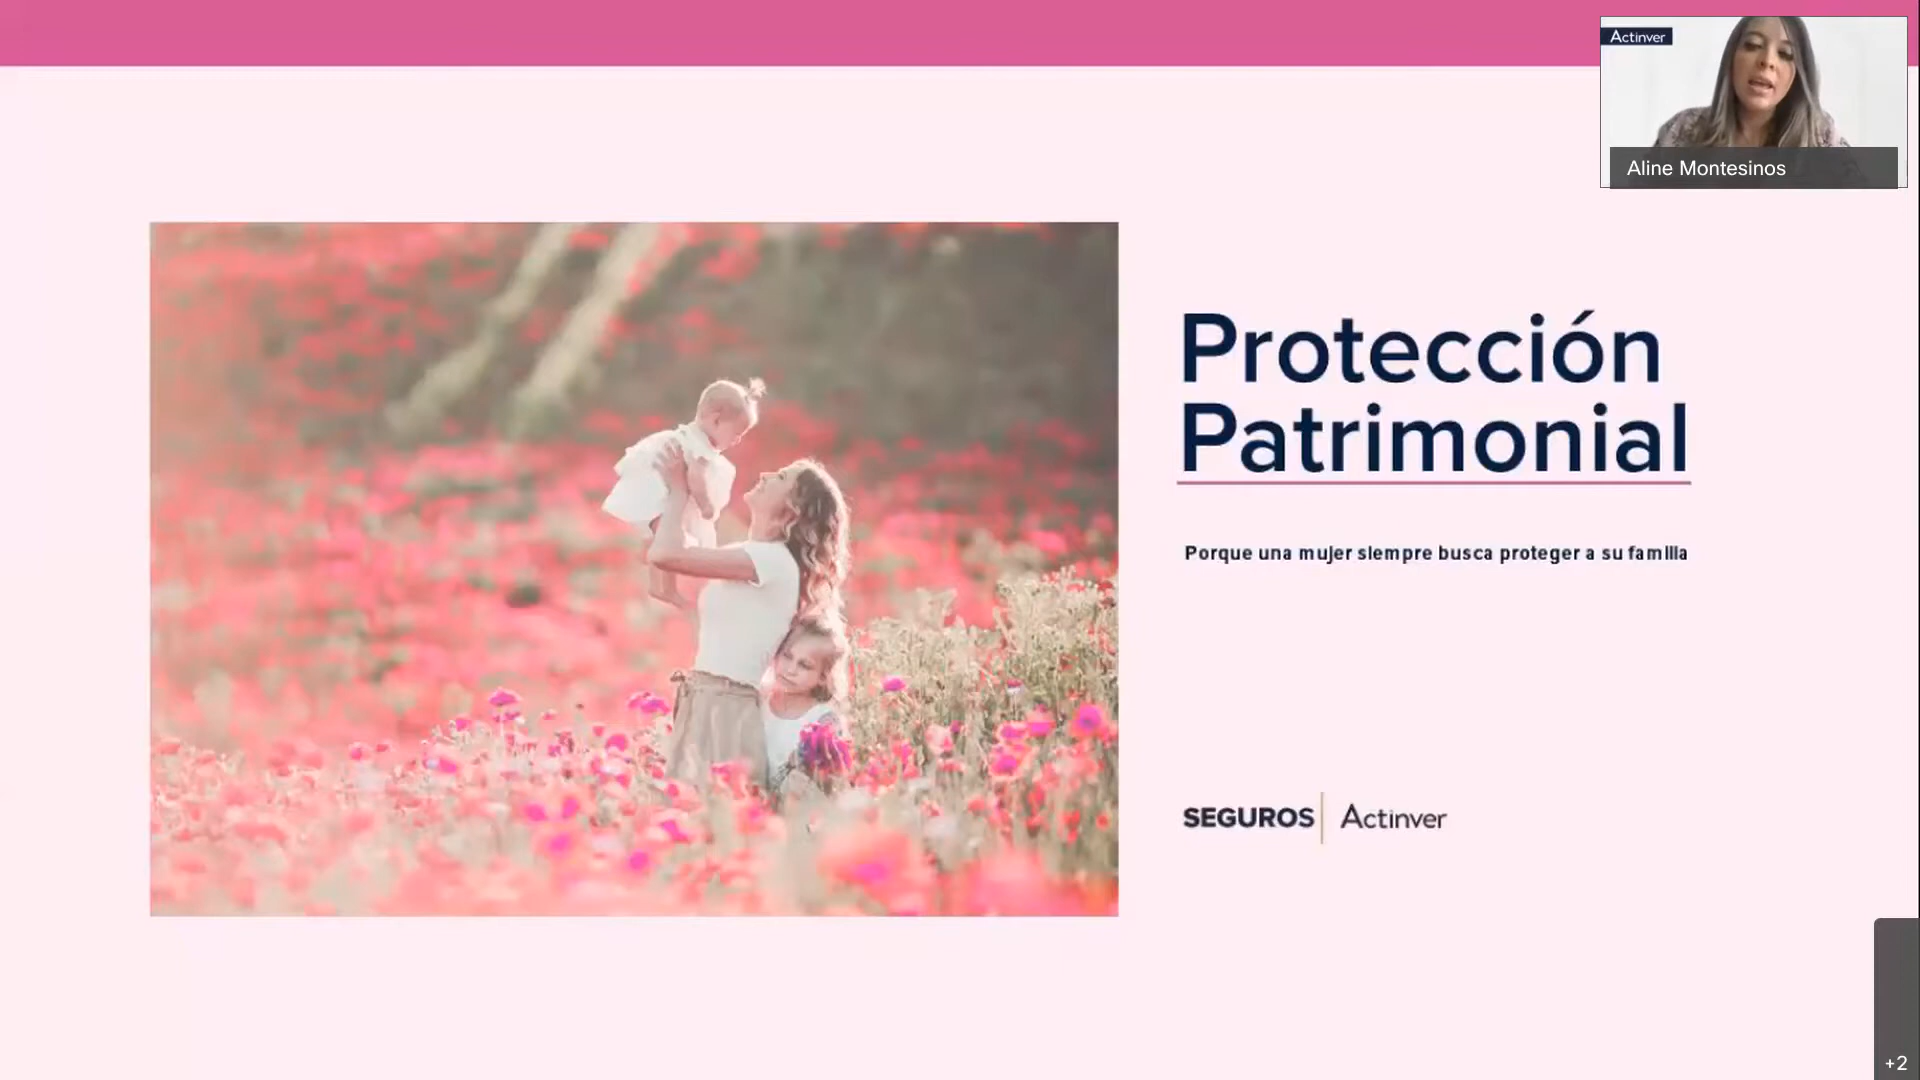 Actinver
Aline Montesinos
Protección
Patrimonial
Porque una mujer siempre busca proteger a su familia
SEGUROS | Actinver
+2